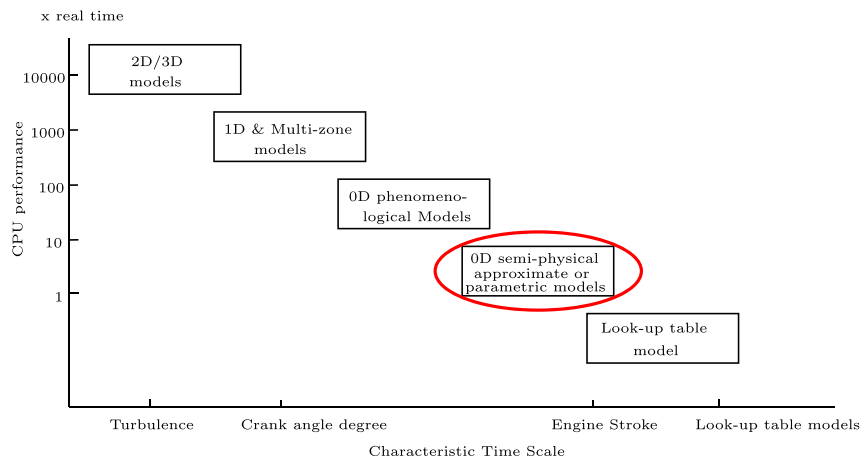 x real time
2D/3D
models
10000
1D & Multi-zone
models
1000
CPU performance
0D phenomeno-
logical Models
100
10
0D semi-physical
approximate or
parametric models
1
Look-up table
model
Turbulence
Crank angle degree
Engine Stroke
Look-up table models
Characteristic Time Scale